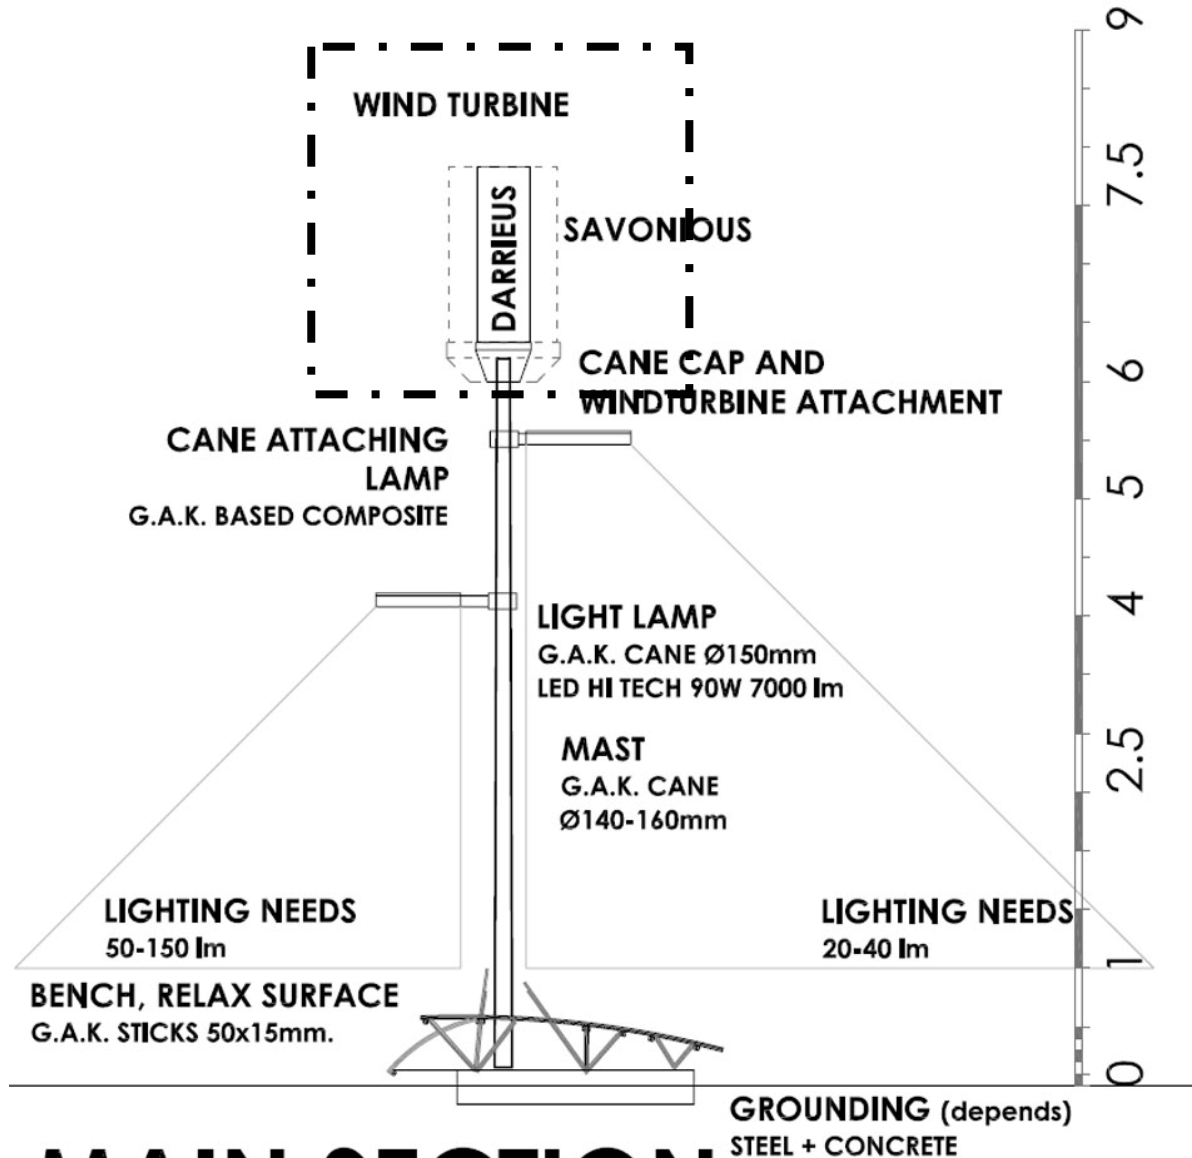 WIND TURBINE
DARRIEUS
SAVONIOUS
CANE CAP AND
WINDTURBINE ATTACHMENT
CANE ATTACHING
LAMP
G.A.K. BASED COMPOSITE
LIGHT LAMP
G.A.K. CANE Ø150mm
LED HI TECH 90W 7000 lm
MAST
G.A.K. CANE
Ø140-160mm
LIGHTING NEEDS
50-150 lm
LIGHTING NEEDS
20-40 lm
BENCH, RELAX SURFACE
G.A.K. STICKS 50x15mm.
GROUNDING (depends)
STEEL + CONCRETE
MAIN SECTION
9
7.5
6
5
4
2.5
1
0